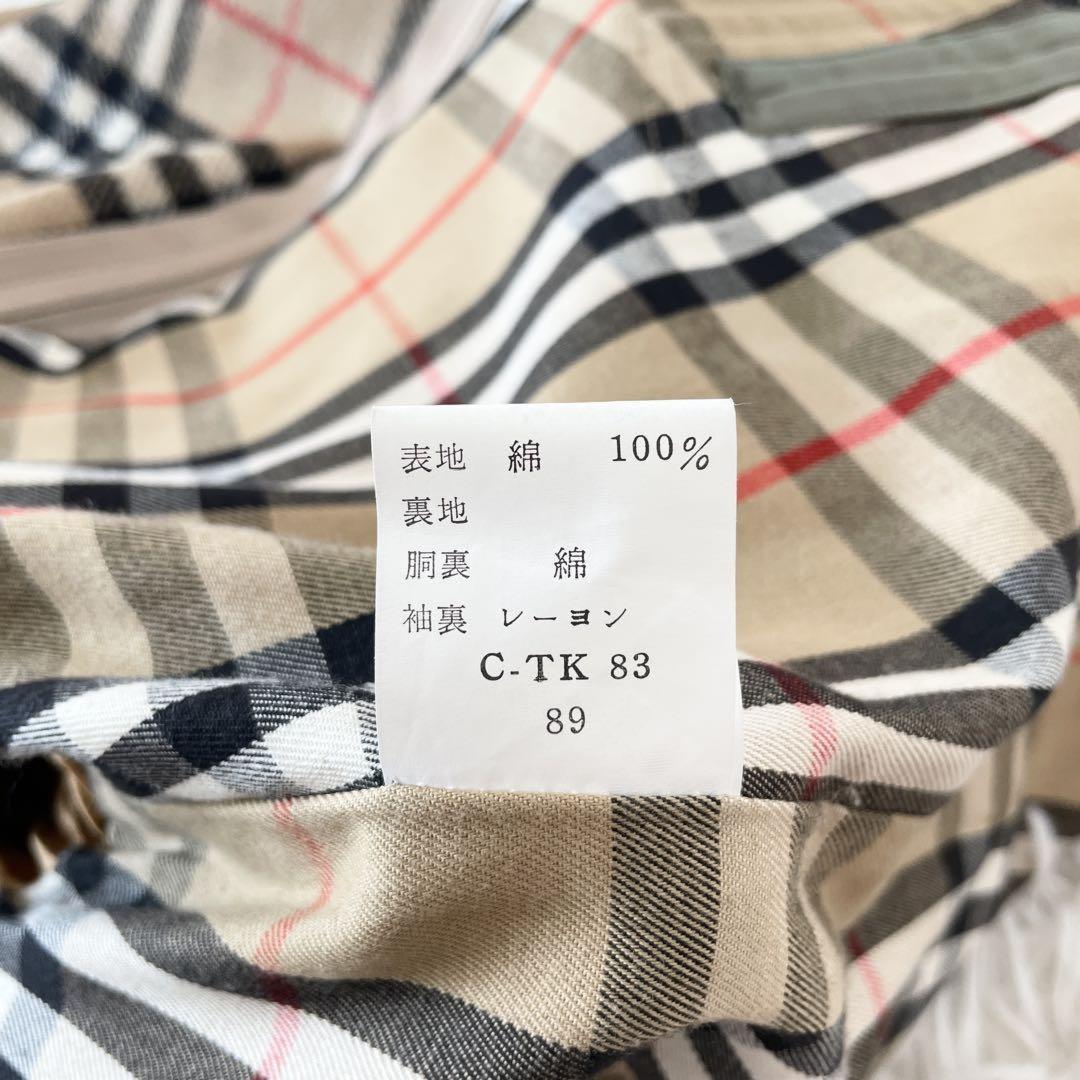 表地 綿 100%
裏地
胴裏 綿
袖裏 レーヨン
C-TK 83
89